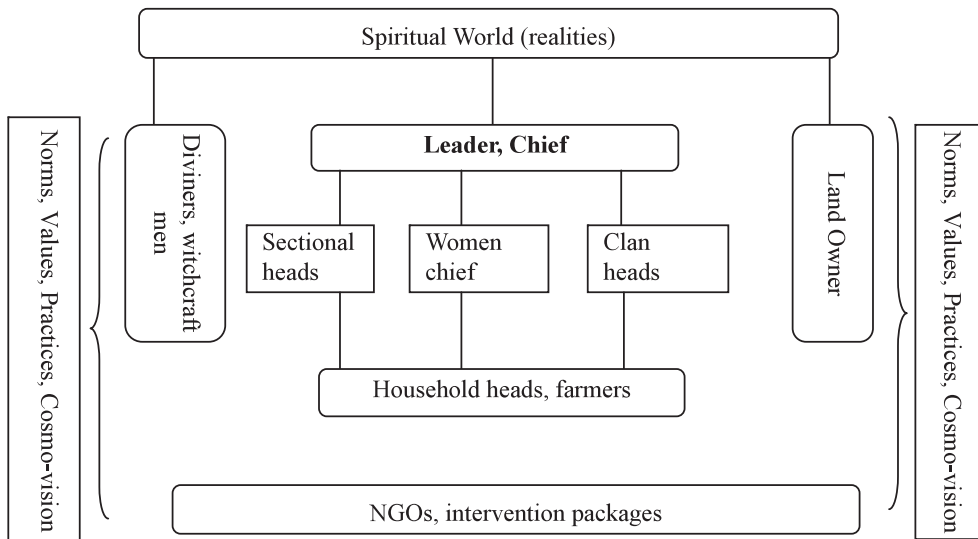 Spiritual World (realities)
Norms, Values, Practices, Cosmo-vision
Diviners, witchcraft
men
Leader, Chief
Land Owner
Norms, Values, Practices, Cosmo-vision
Sectional
heads
Women
chief
Clan
heads
Household heads, farmers
NGOs, intervention packages